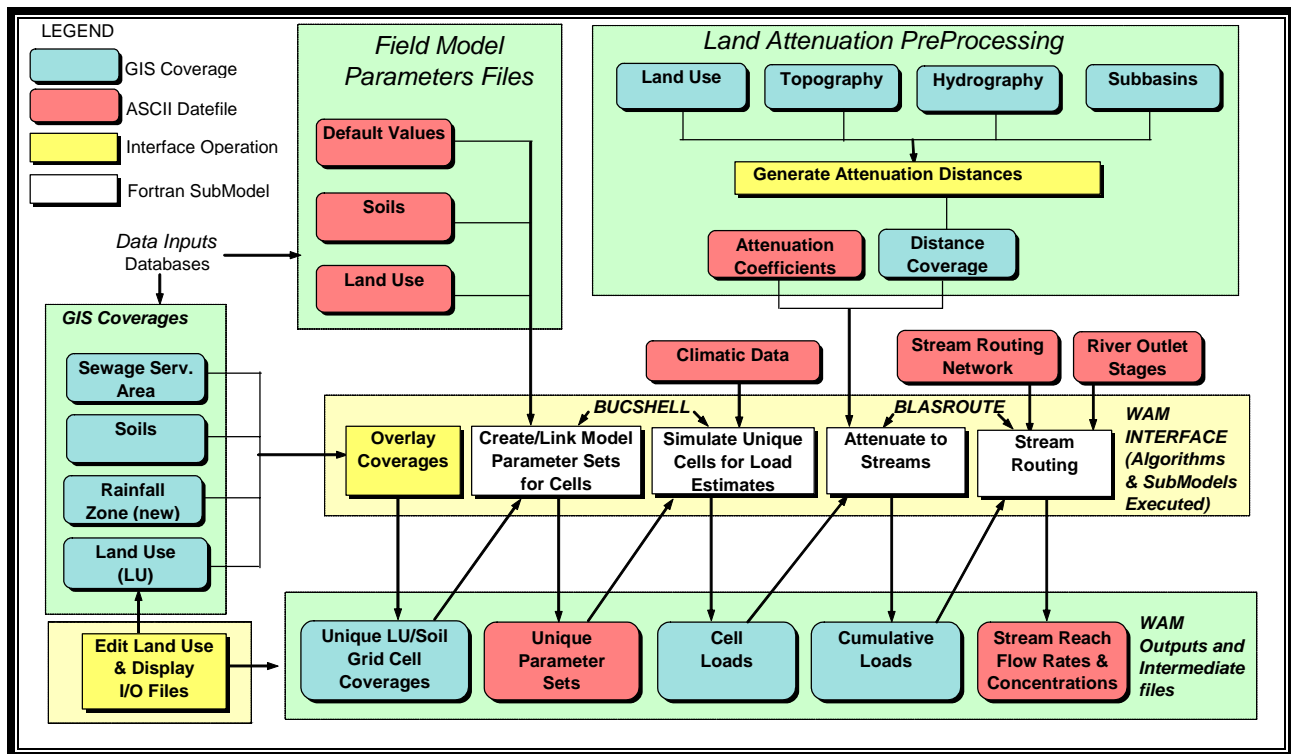 LEGEND
GIS Coverage
ASCII Datefile
Interface Operation
Fortran SubModel
Field Model
Parameters Files
Default Values
Soils
Land Use
Land Attenuation PreProcessing
Land Use
Topography
Hydrography
Subbasins
Generate Attenuation Distances
Attenuation
Coefficients
Distance
Coverage
Data Inputs
Databases
GIS Coverages
Sewage Serv.
Area
Soils
Rainfall
Zone (new)
Land Use
(LU)
Climatic Data
Stream Routing
Network
River Outlet
Stages
BUCSHELL
BLASROUTE
Overlay
Coverages
Create/Link Model
Parameter Sets
for Cells
Simulate Unique
Cells for Load
Estimates
Attenuate to
Streams
Stream
Routing
WAM
INTERFACE
(Algorithms
& SubModels
Executed)
Edit Land Use
& Display
I/O Files
Unique LU/Soil
Grid Cell
Coverages
Unique
Parameter
Sets
Cell
Loads
Cumulative
Loads
Stream Reach
Flow Rates &
Concentrations
WAM
Outputs and
Intermediate
files